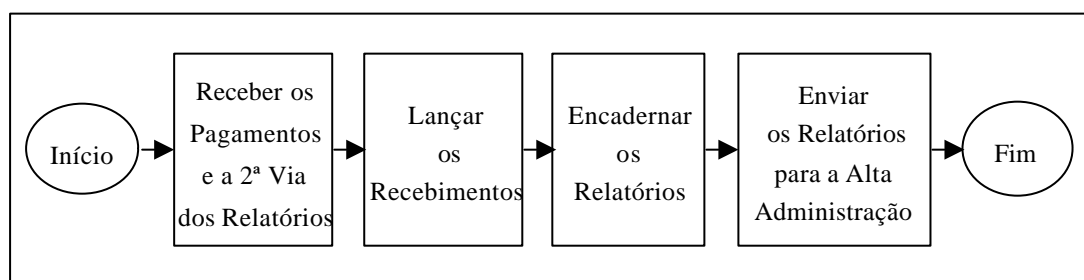 Início
Receber os
Pagamentos
e a 2ª Via
dos Relatórios
Lançar
os
Recebimentos
Encadernar
os
Relatórios
Enviar
os Relatórios
para a Alta
Administração
Fim